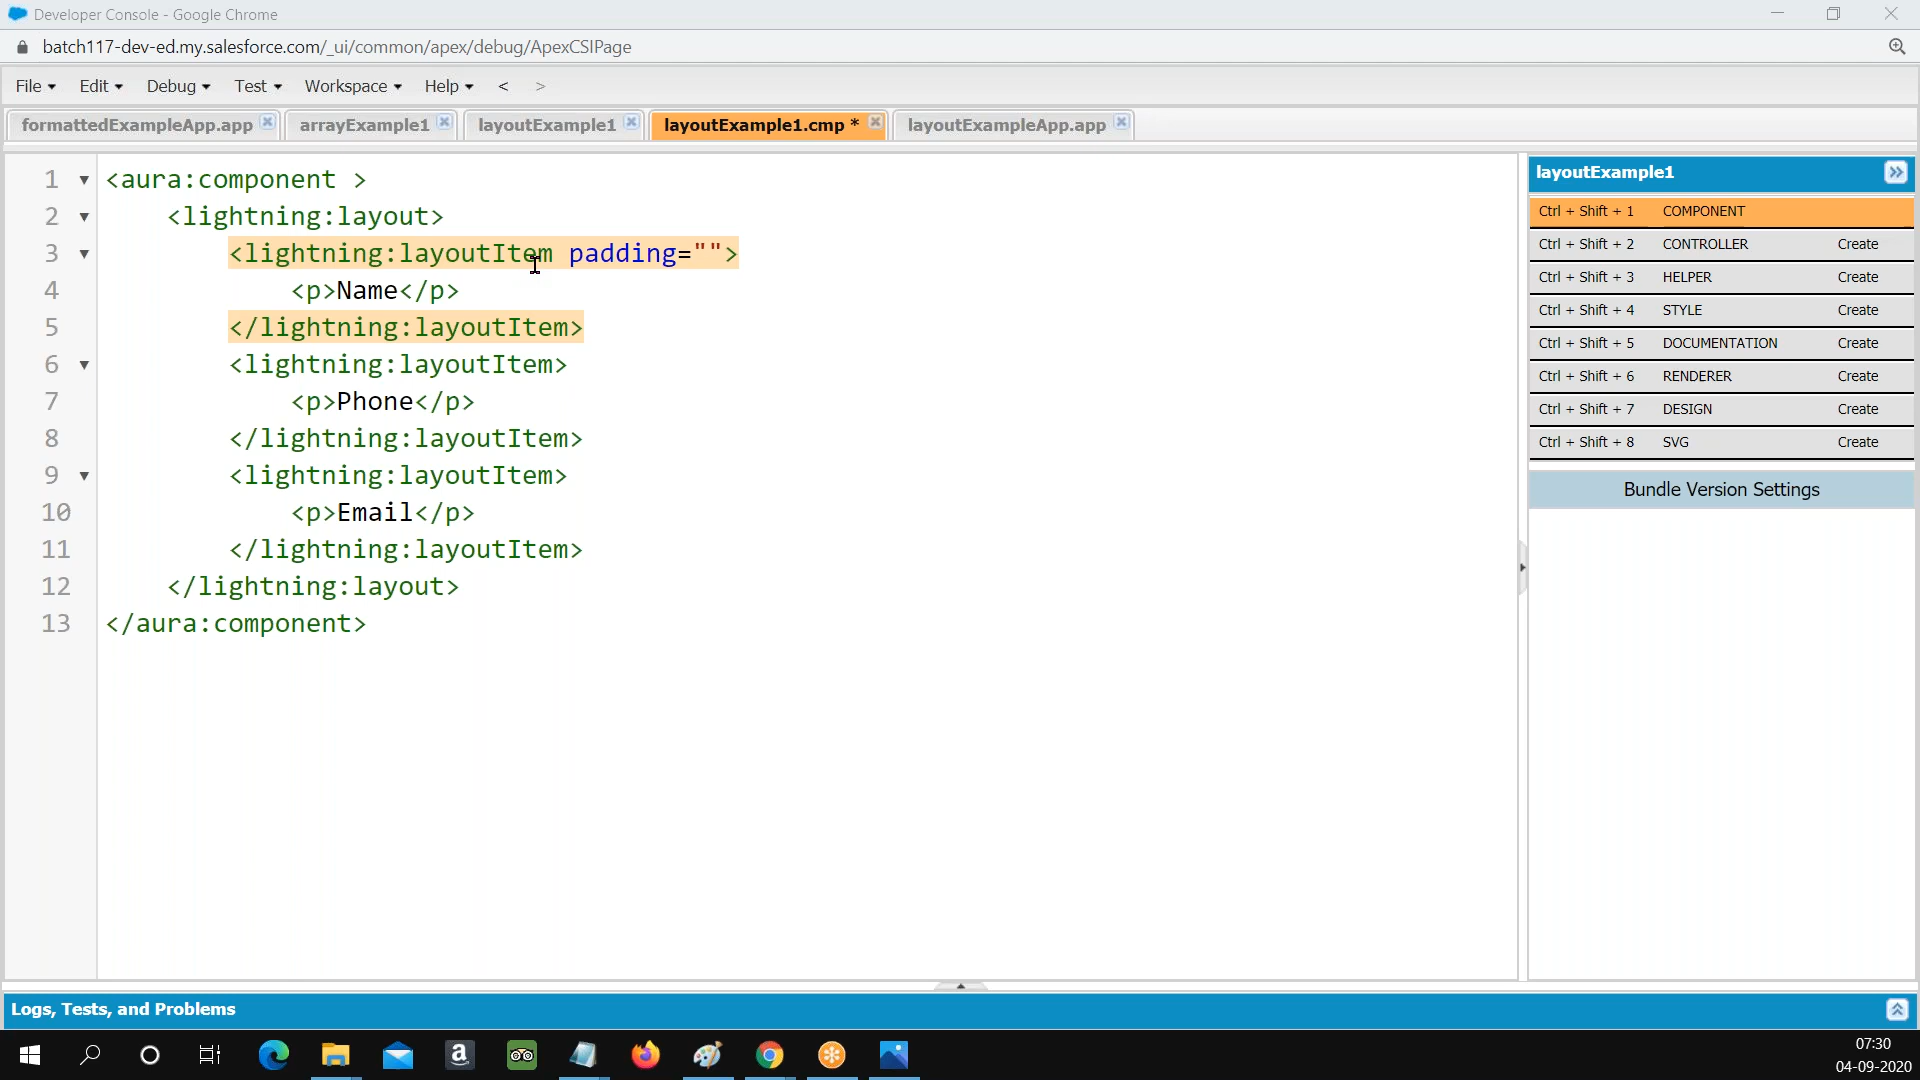 Developer Console - Google Chrome
batch117-dev-ed.my.salesforce.com/_ui/common/apex/debug/ApexCSIPage
File Edit Debug Test Workspace Help < >
formattedExampleApp.app arrayExample1 layoutExample1 layoutExample1.cmp * layoutExampleApp.app
1 <aura:component >
2 <lightning:layout>
3 <lightning:layoutItem padding="">
4 <p>Name</p>
5 </lightning:layoutItem>
6 <lightning:layoutItem>
7 <p>Phone</p>
8 </lightning:layoutItem>
9 <lightning:layoutItem>
10 <p>Email</p>
11 </lightning:layoutItem>
12 </lightning:layout>
13 </aura:component>
layoutExample1
Ctrl + Shift + 1 COMPONENT
Ctrl + Shift + 2 CONTROLLER Create
Ctrl + Shift + 3 HELPER Create
Ctrl + Shift + 4 STYLE Create
Ctrl + Shift + 5 DOCUMENTATION Create
Ctrl + Shift + 6 RENDERER Create
Ctrl + Shift + 7 DESIGN Create
Ctrl + Shift + 8 SVG Create
Bundle Version Settings
Logs, Tests, and Problems
07:30
04-09-2020